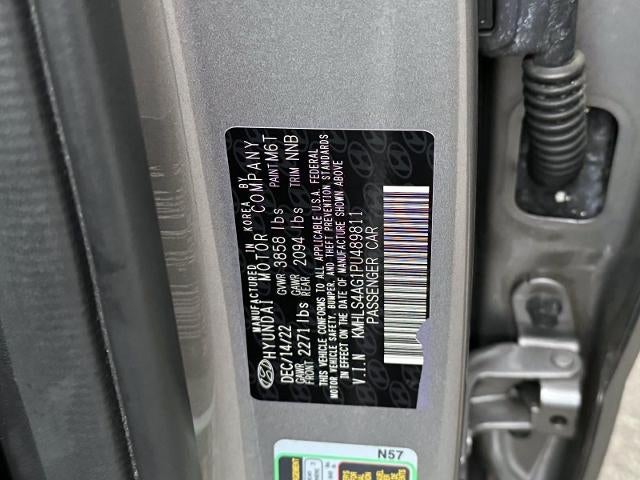 MANUFACTURED IN KOREA BY
HYUNDAI MOTOR COMPANY
DEC/14/22 GVWR 3858 lbs PAINT M6T
GAWR FRONT 2271 lbs GAWR REAR 2094 lbs TRIM NNB
THIS VEHICLE CONFORMS TO ALL APPLICABLE U.S.A. FEDERAL
MOTOR VEHICLE SAFETY, BUMPER, AND THEFT PREVENTION STANDARDS
IN EFFECT ON THE DATE OF MANUFACTURE SHOWN ABOVE
V.I.N KMHLS4AG1PU489811
PASSENGER CAR
N57